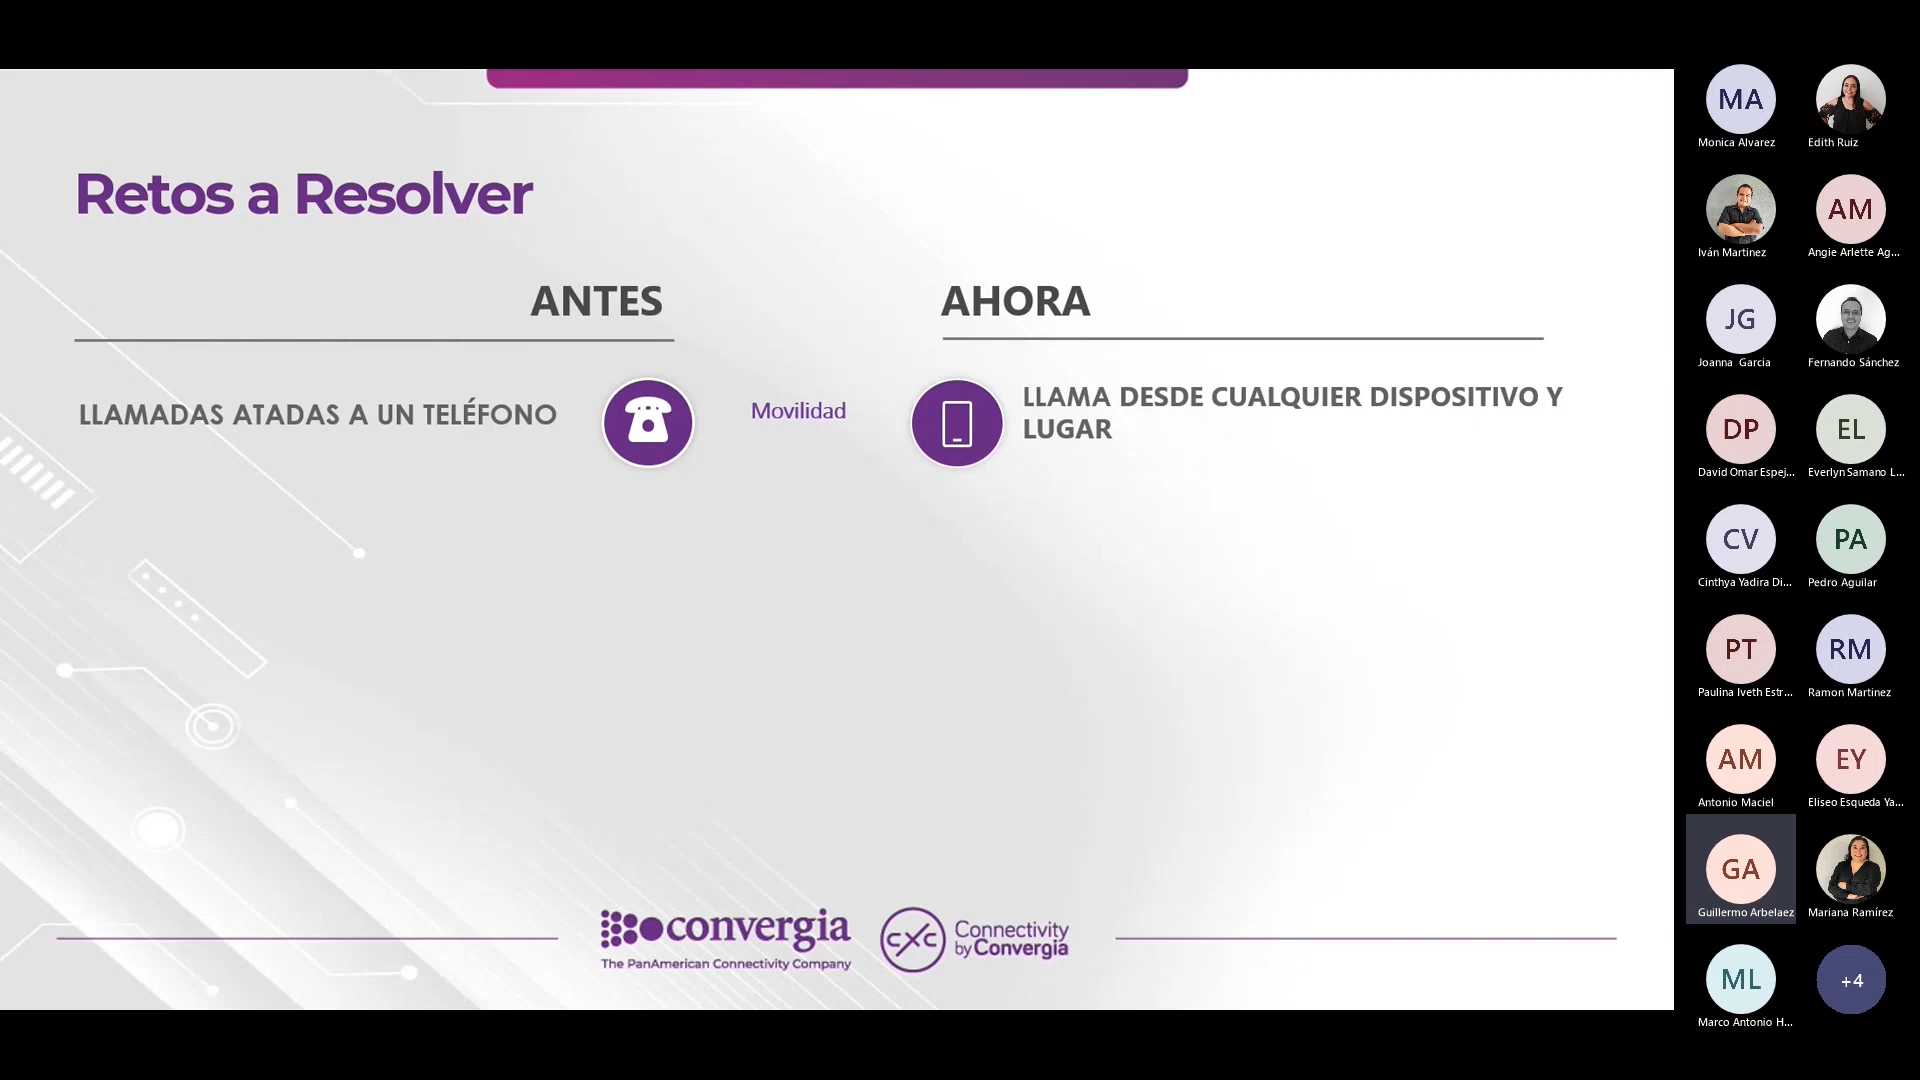 Retos a Resolver
ANTES
AHORA
LLAMADAS ATADAS A UN TELÉFONO
Movilidad
LLAMA DESDE CUALQUIER DISPOSITIVO Y
LUGAR
convergia
The PanAmerican Connectivity Company
cxc
Connectivity
by Convergia
MA
Monica Alvarez
Edith Ruiz
Iván Martinez
AM
Angie Arlette Ag...
JG
Joanna Garcia
Fernando Sánchez
DP
David Omar Espej...
EL
Everlyn Samano L...
CV
Cinthya Yadira Di...
PA
Pedro Aguilar
PT
Paulina Iveth Estr...
RM
Ramon Martinez
AM
Antonio Maciel
EY
Eliseo Esqueda Ya...
GA
Guillermo Arbelaez
Mariana Ramírez
ML
Marco Antonio H...
+4